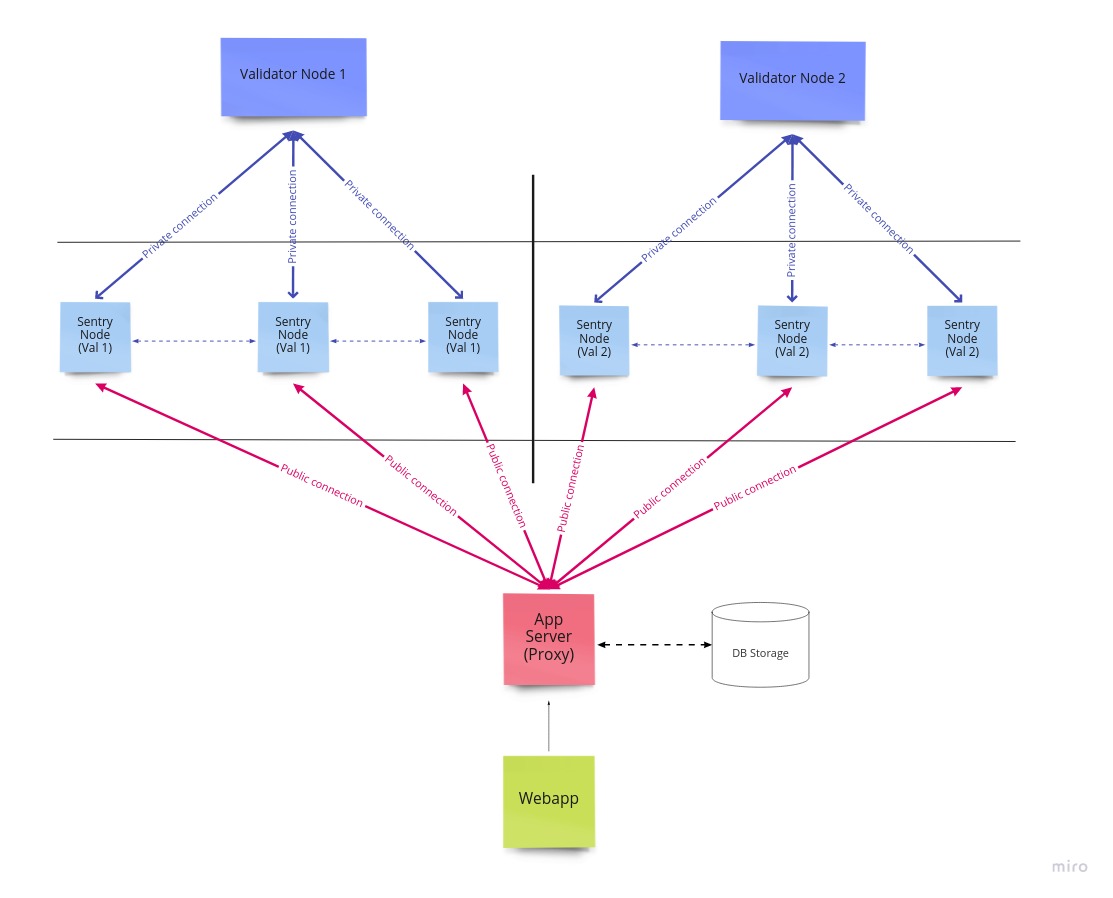 Validator Node 1
Validator Node 2
Private connection
Private connection
Private connection
Private connection
Private connection
Private connection
Sentry
Node
(Val 1)
Sentry
Node
(Val 1)
Sentry
Node
(Val 1)
Sentry
Node
(Val 2)
Sentry
Node
(Val 2)
Sentry
Node
(Val 2)
Public connection
Public connection
Public connection
Public connection
Public connection
Public connection
App
Server
(Proxy)
DB Storage
Webapp
miro